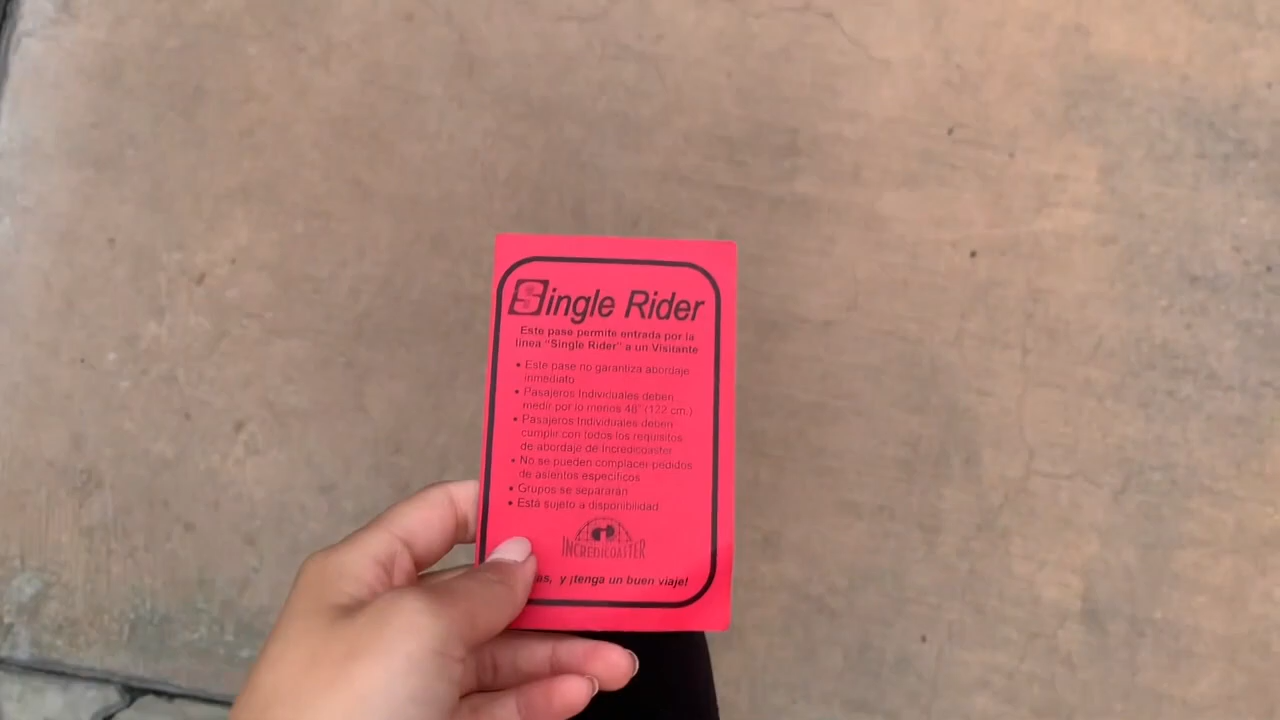 Single Rider
Este pase permite entrada por la
línea "Single Rider" a un Visitante
• Este pase no garantiza abordaje
inmediato
• Pasajeros Individuales deben
medir por lo menos 48" (122 cm.)
• Pasajeros Individuales deben
cumplir con todos los requisitos
de abordaje de Incredicoaster
• No se pueden complacer pedidos
de asientos específicos
• Grupos se separarán
• Está sujeto a disponibilidad
INCREDICOASTER
y ¡tenga un buen viaje!